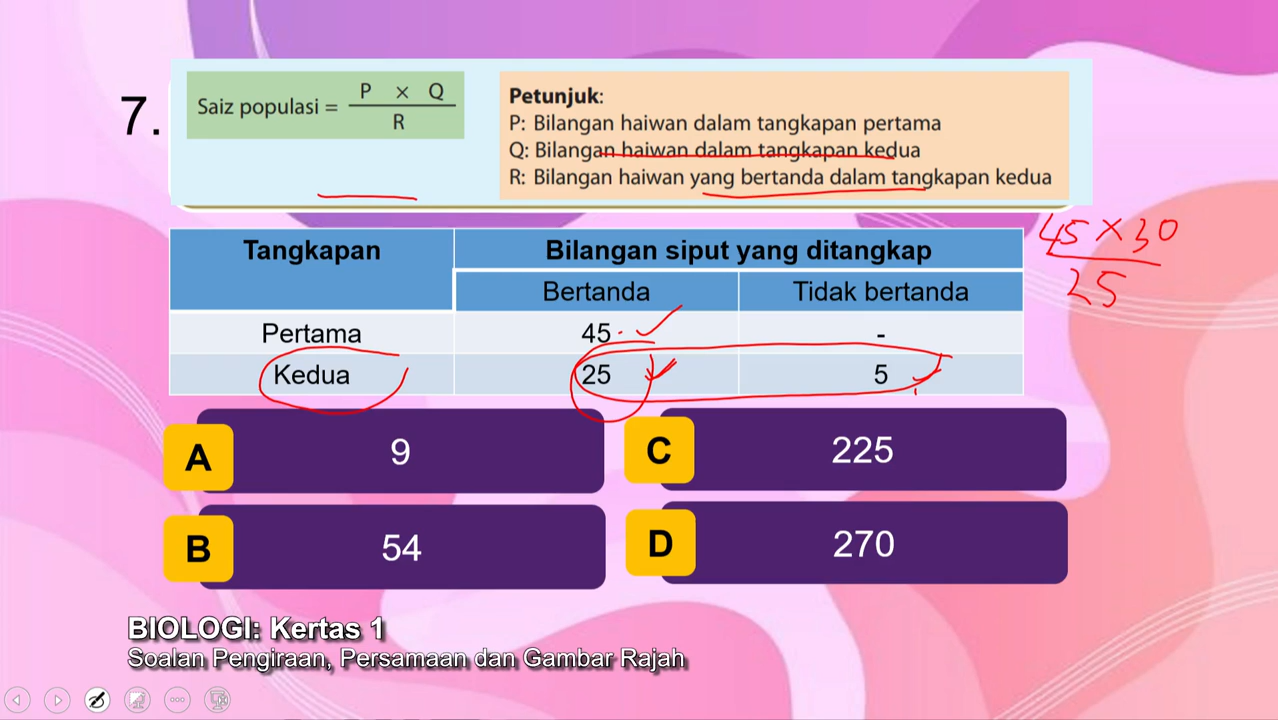 7.
Saiz populasi = P × Q
R
Petunjuk:
P: Bilangan haiwan dalam tangkapan pertama
Q: Bilangan haiwan dalam tangkapan kedua
R: Bilangan haiwan yang bertanda dalam tangkapan kedua
45 × 30
25
Tangkapan Bilangan siput yang ditangkap
Bertanda Tidak bertanda
Pertama 45 -
Kedua 25 5
A 9
C 225
B 54
D 270
BIOLOGI: Kertas 1
Soalan Pengiraan, Persamaan dan Gambar Rajah